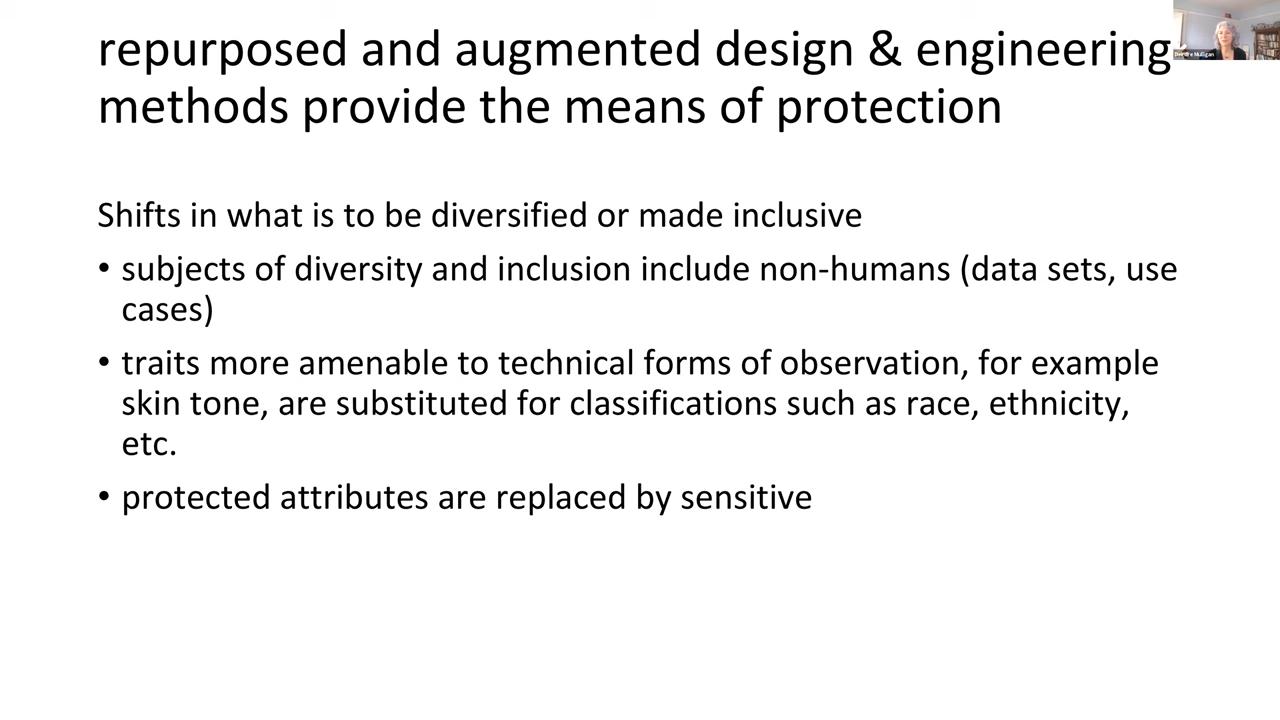 repurposed and augmented design & engineering
methods provide the means of protection
Deirdre Mulligan
Shifts in what is to be diversified or made inclusive
• subjects of diversity and inclusion include non-humans (data sets, use
cases)
• traits more amenable to technical forms of observation, for example
skin tone, are substituted for classifications such as race, ethnicity,
etc.
• protected attributes are replaced by sensitive